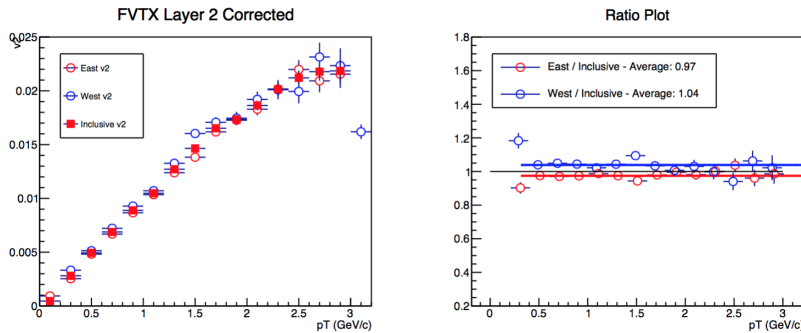 FVTX Layer 2 Corrected
v2
0.025
0.02
0.015
0.01
0.005
0
0 0.5 1 1.5 2 2.5 3
pT (GeV/c)
East v2
West v2
Inclusive v2
Ratio Plot
1.8
1.6
1.4
1.2
1
0.8
0.6
0.4
0.2
0 0.5 1 1.5 2 2.5 3
pT (GeV/c)
East / Inclusive - Average: 0.97
West / Inclusive - Average: 1.04